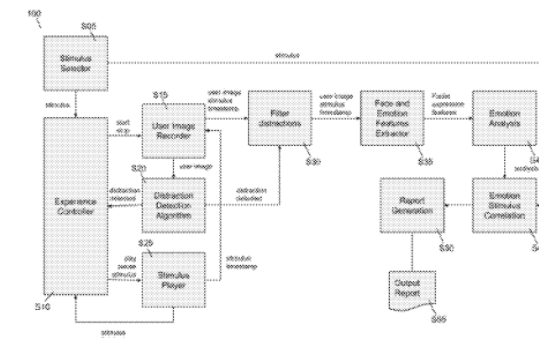 100
S05
Stimulus
Selector
stimulus
stimulus
S15
User Image
Recorder
start
stop
user image
stimulus
timestamp
Filter
distractions
S30
user image
stimulus
timestamp
Face and
Emotion
Features
Extractor
S35
Facial
expression
features
Emotion
Analysis
Experience
Controller
S10
user image
S20
Distraction
Detection
Algorithm
distraction
detected
distraction
detected
S25
Stimulus
Player
play
pause
stimulus
stimulus
timestamp
Report
Generation
S50
Emotion
Stimulus
Correlation
Output
Report
S55